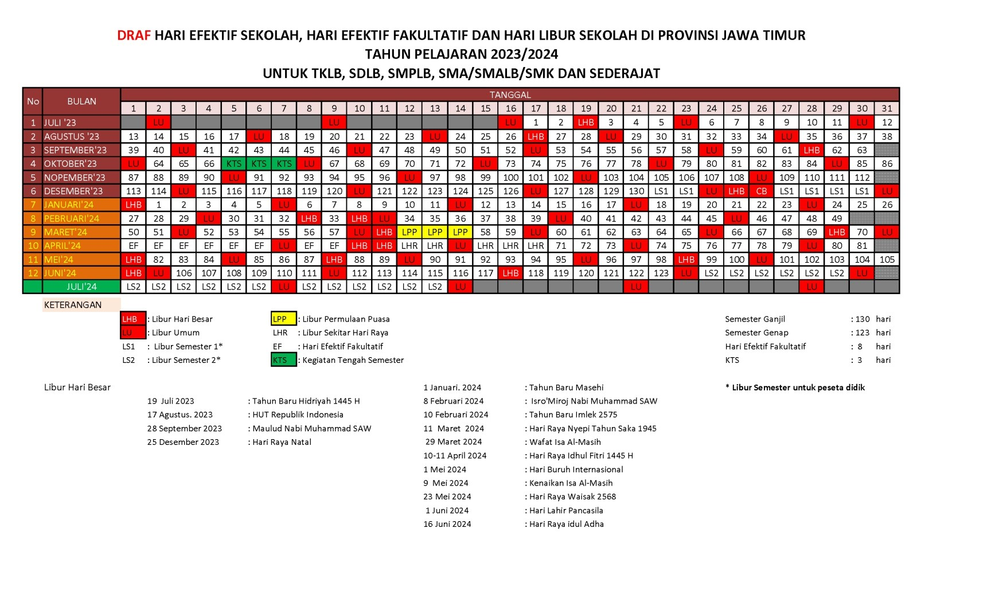 DRAF HARI EFEKTIF SEKOLAH, HARI EFEKTIF FAKULTATIF DAN HARI LIBUR SEKOLAH DI PROVINSI JAWA TIMUR
TAHUN PELAJARAN 2023/2024
UNTUK TKLB, SDLB, SMPLB, SMA/SMALB/SMK DAN SEDERAJAT
No BULAN TANGGAL
1 2 3 4 5 6 7 8 9 10 11 12 13 14 15 16 17 18 19 20 21 22 23 24 25 26 27 28 29 30 31
1 JULI '23 LU LU LU 1 2 LHB 3 4 5 LU 6 7 8 9 10 11 LU 12
2 AGUSTUS '23 13 14 15 16 17 LU 18 19 20 21 22 23 LU 24 25 26 LHB 27 28 LU 29 30 31 32 33 34 LU 35 36 37 38
3 SEPTEMBER'23 39 40 LU 41 42 43 44 45 46 LU 47 48 49 50 51 52 LU 53 54 55 56 57 58 LU 59 60 61 LHB 62 63
4 OKTOBER'23 LU 64 65 66 KTS KTS KTS LU 67 68 69 70 71 72 LU 73 74 75 76 77 78 LU 79 80 81 82 83 84 LU 85 86
5 NOPEMBER'23 87 88 89 90 LU 91 92 93 94 95 96 LU 97 98 99 100 101 102 LU 103 104 105 106 107 108 LU 109 110 111 112
6 DESEMBER'23 113 114 LU 115 116 117 118 119 120 LU 121 122 123 124 125 126 LU 127 128 129 130 LS1 LS1 LU LHB CB LS1 LS1 LS1 LS1 LU
7 JANUARI'24 LHB 1 2 3 4 5 LU 6 7 8 9 10 11 LU 12 13 14 15 16 17 LU 18 19 20 21 22 23 LU 24 25 26
8 PEBRUARI'24 27 28 29 LU 30 31 32 LHB 33 LHB LU 34 35 36 37 38 39 LU 40 41 42 43 44 45 LU 46 47 48 49
9 MARET'24 50 51 LU 52 53 54 55 56 57 LU LHB LPP LPP LPP 58 59 LU 60 61 62 63 64 65 LU 66 67 68 69 LHB 70 LU
10 APRIL'24 EF EF EF EF EF EF LU EF EF LHB LHB LHR LHR LU LHR LHR LHR 71 72 73 LU 74 75 76 77 78 79 LU 80 81
11 MEI'24 LHB 82 83 84 LU 85 86 87 LHB 88 89 LU 90 91 92 93 94 95 LU 96 97 98 LHB 99 100 LU 101 102 103 104 105
12 JUNI'24 LHB LU 106 107 108 109 110 111 LU 112 113 114 115 116 117 LHB 118 119 120 121 122 123 LU LS2 LS2 LS2 LS2 LS2 LS2 LU
JULI'24 LS2 LS2 LS2 LS2 LS2 LS2 LU LS2 LS2 LS2 LS2 LS2 LS2 LU LU LU
KETERANGAN
LHB : Libur Hari Besar LPP : Libur Permulaan Puasa Semester Ganjil : 130 hari
LU : Libur Umum LHR : Libur Sekitar Hari Raya Semester Genap : 123 hari
LS1 : Libur Semester 1* EF : Hari Efektif Fakultatif Hari Efektif Fakultatif : 8 hari
LS2 : Libur Semester 2* KTS : Kegiatan Tengah Semester KTS : 3 hari
Libur Hari Besar 1 Januari. 2024 : Tahun Baru Masehi * Libur Semester untuk peseta didik
19 Juli 2023 : Tahun Baru Hidriyah 1445 H 8 Februari 2024 : Isro'Miroj Nabi Muhammad SAW
17 Agustus. 2023 : HUT Republik Indonesia 10 Februari 2024 : Tahun Baru Imlek 2575
28 September 2023 : Maulud Nabi Muhammad SAW 11 Maret 2024 : Hari Raya Nyepi Tahun Saka 1945
25 Desember 2023 : Hari Raya Natal 29 Maret 2024 : Wafat Isa Al-Masih
10-11 April 2024 : Hari Raya Idhul Fitri 1445 H
1 Mei 2024 : Hari Buruh Internasional
9 Mei 2024 : Kenaikan Isa Al-Masih
23 Mei 2024 : Hari Raya Waisak 2568
1 Juni 2024 : Hari Lahir Pancasila
16 Juni 2024 : Hari Raya idul Adha